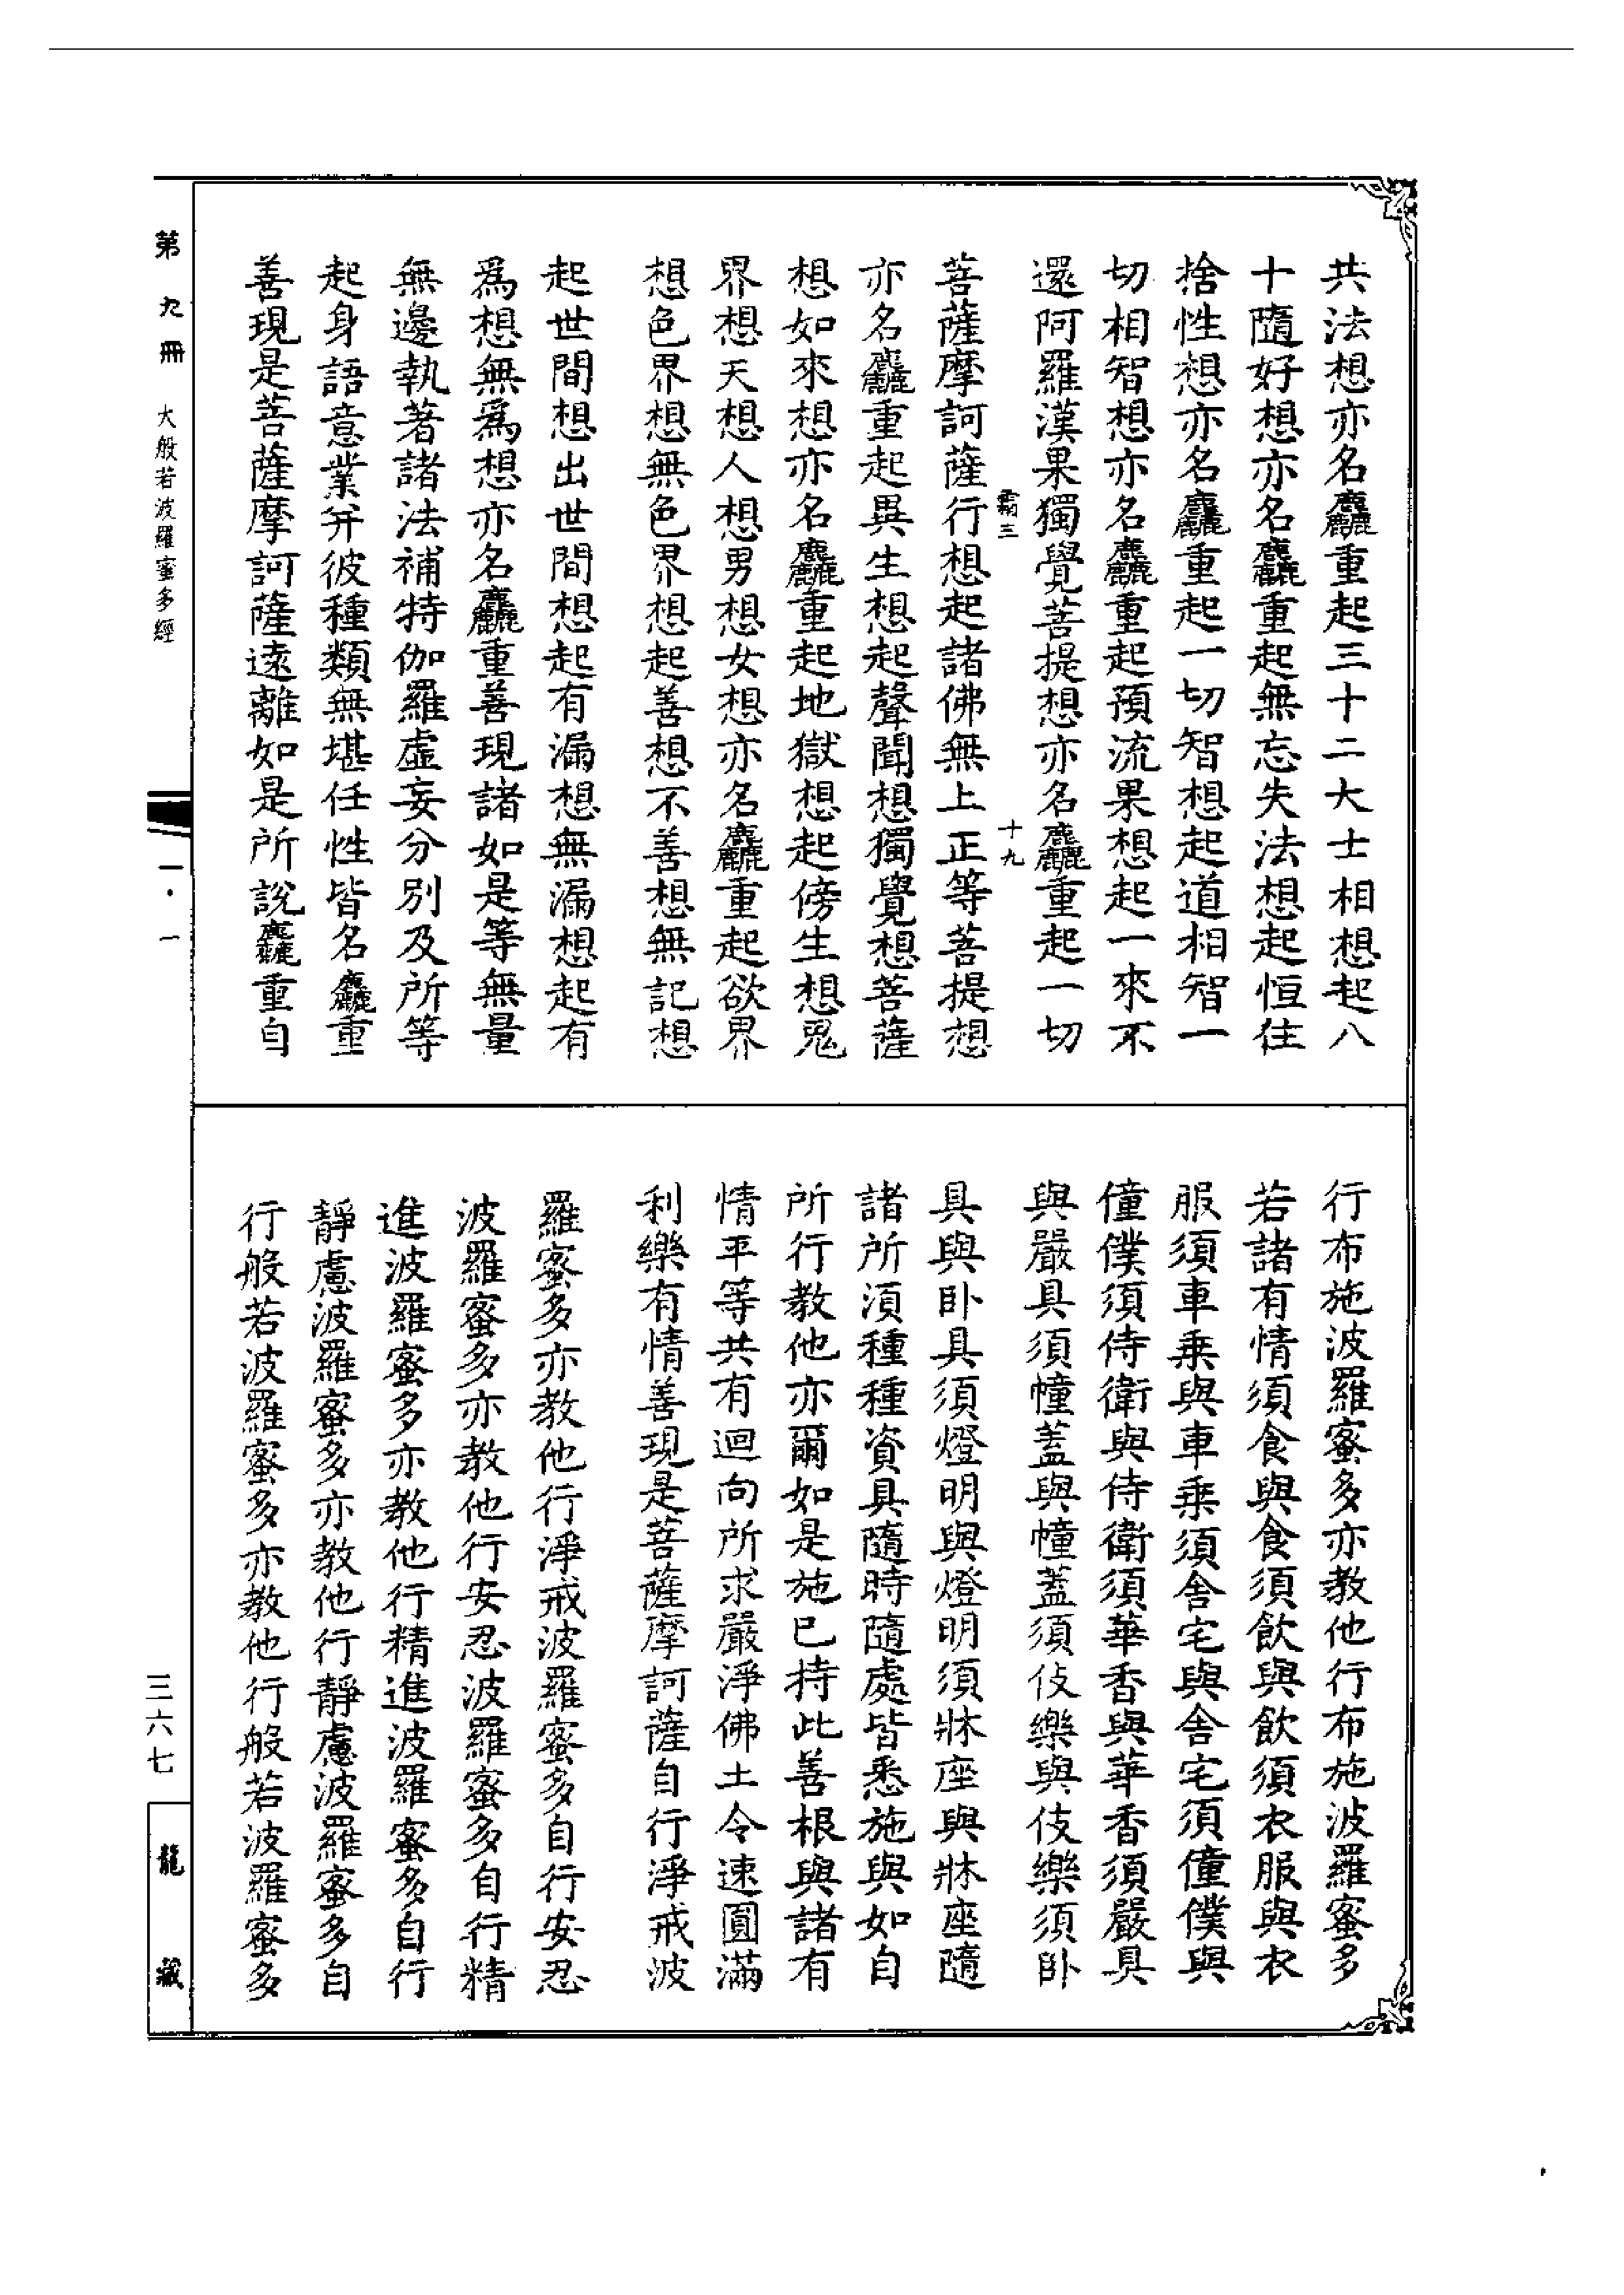 共法想亦名麤重起三十二大士相想起八
十隨好想亦名麤重起無忘失法想起恒住
捨性想亦名麤重起一切智想起道相智一
切相智想亦名麤重起預流果想起一來不
還阿羅漢果獨覺菩提想亦名麤重起一切
霸三
十九
菩薩摩訶薩行想起諸佛無上正等菩提想
亦名麤重起異生想起聲聞想獨覺想菩薩
想如來想亦名麤重起地獄想起傍生想鬼
界想天想人想男想女想亦名麤重起欲界
想色界想無色界想起善想不善想無記想
起世間想出世間想起有漏想無漏想起有
爲想無爲想亦名麤重善現諸如是等無量
無邊執著諸法補特伽羅虛妄分別及所等
起身語意業并彼種類無堪任性皆名麤重
善現是菩薩摩訶薩遠離如是所說麤重自
行布施波羅蜜多亦教他行布施波羅蜜多
若諸有情須食與食須飲與飲須衣服與衣
服須車乘與車乘須舍宅與舍宅須僮僕與
僮僕須侍衛與侍衛須華香與華香須嚴具
與嚴具須幢蓋與幢蓋須伎樂與伎樂須卧
具與卧具須燈明與燈明須牀座與牀座隨
諸所須種種資具隨時隨處皆悉施與如自
所行教他亦爾如是施已持此善根與諸有
情平等共有迴向所求嚴淨佛土令速圓滿
利樂有情善現是菩薩摩訶薩自行淨戒波
羅蜜多亦教他行淨戒波羅蜜多自行安忍
波羅蜜多亦教他行安忍波羅蜜多自行精
進波羅蜜多亦教他行精進波羅蜜多自行
靜慮波羅蜜多亦教他行靜慮波羅蜜多自
行般若波羅蜜多亦教他行般若波羅蜜多
第九冊 大般若波羅蜜多經
一·一
三六七
龍藏